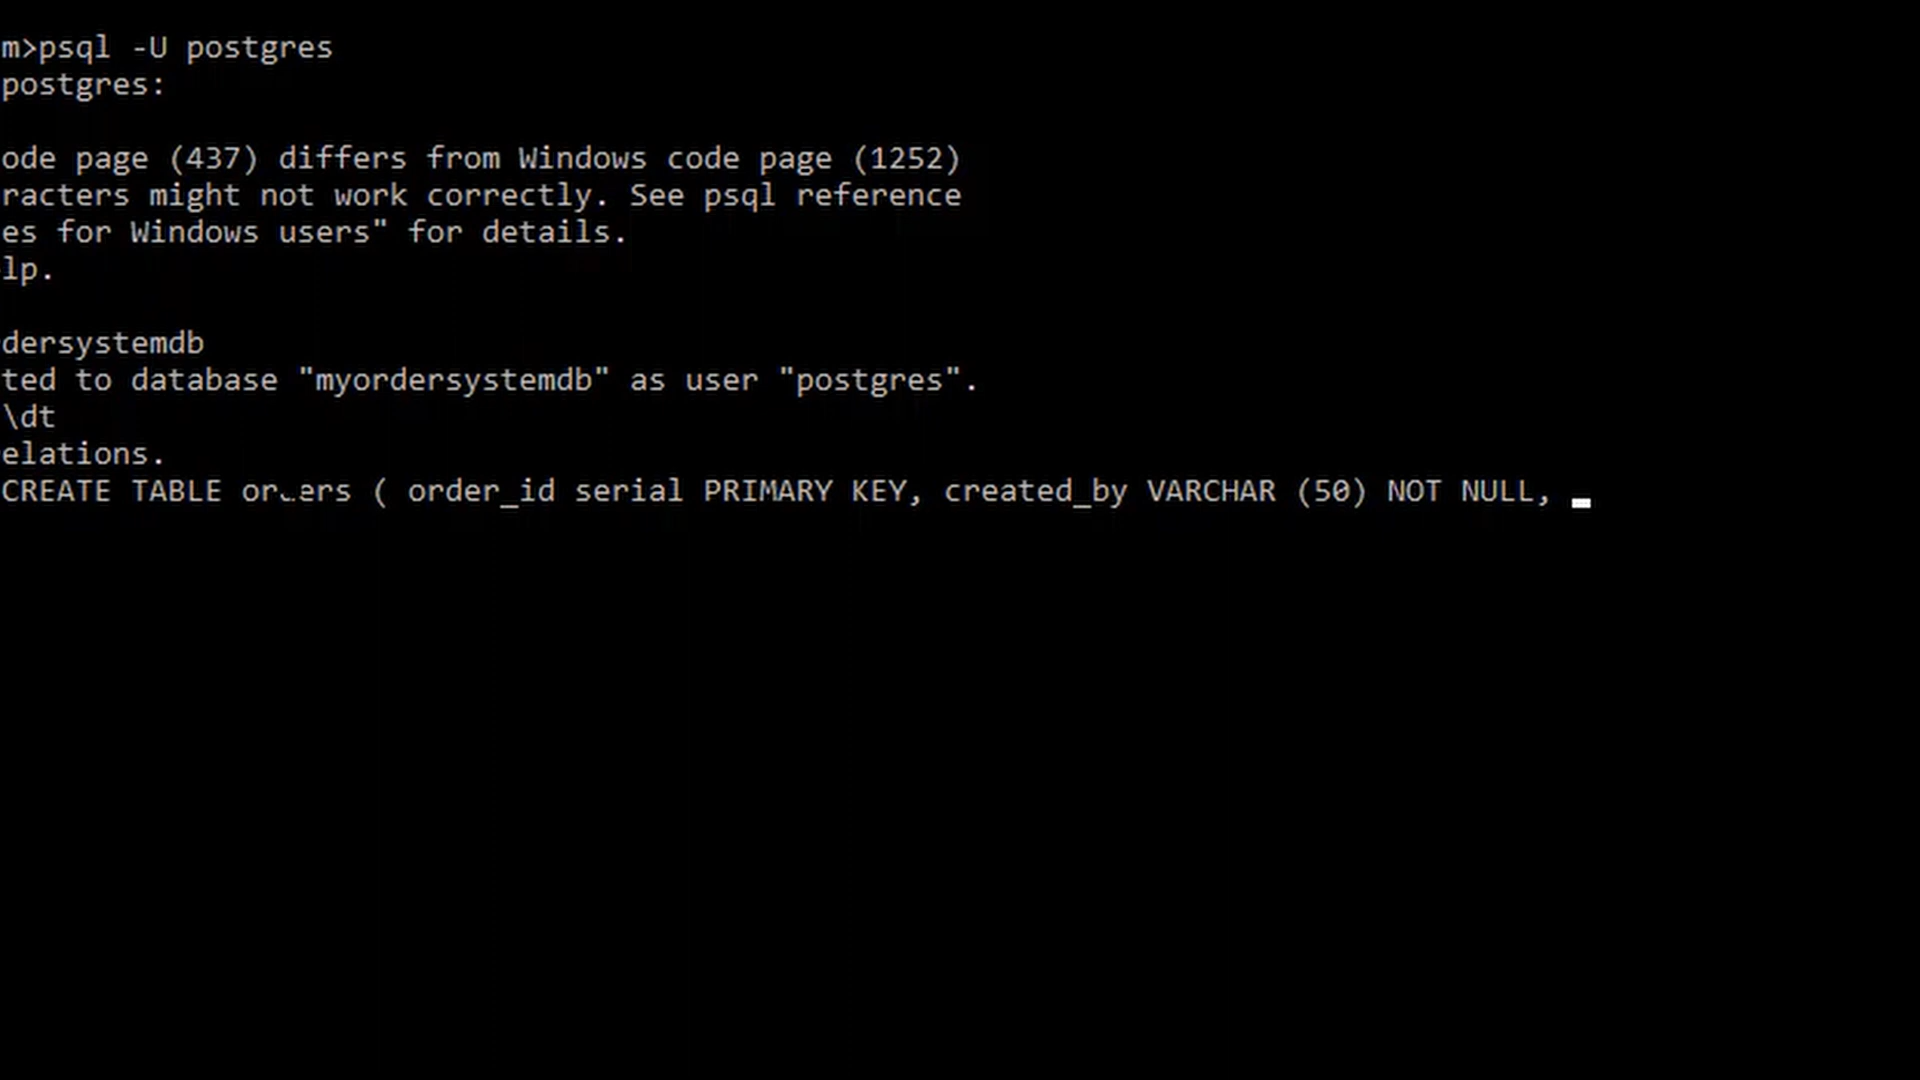 m>psql -U postgres
postgres:
ode page (437) differs from Windows code page (1252)
racters might not work correctly. See psql reference
es for Windows users" for details.
lp.
dersystemdb
ted to database "myordersystemdb" as user "postgres".
\dt
elations.
CREATE TABLE orders ( order_id serial PRIMARY KEY, created_by VARCHAR (50) NOT NULL,